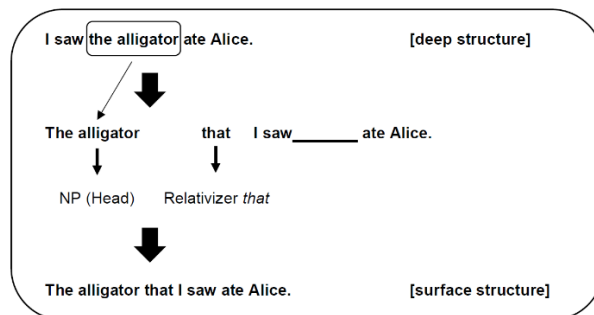 I saw the alligator ate Alice. [deep structure]
The alligator that I saw______ ate Alice.
NP (Head) Relativizer that
The alligator that I saw ate Alice. [surface structure]